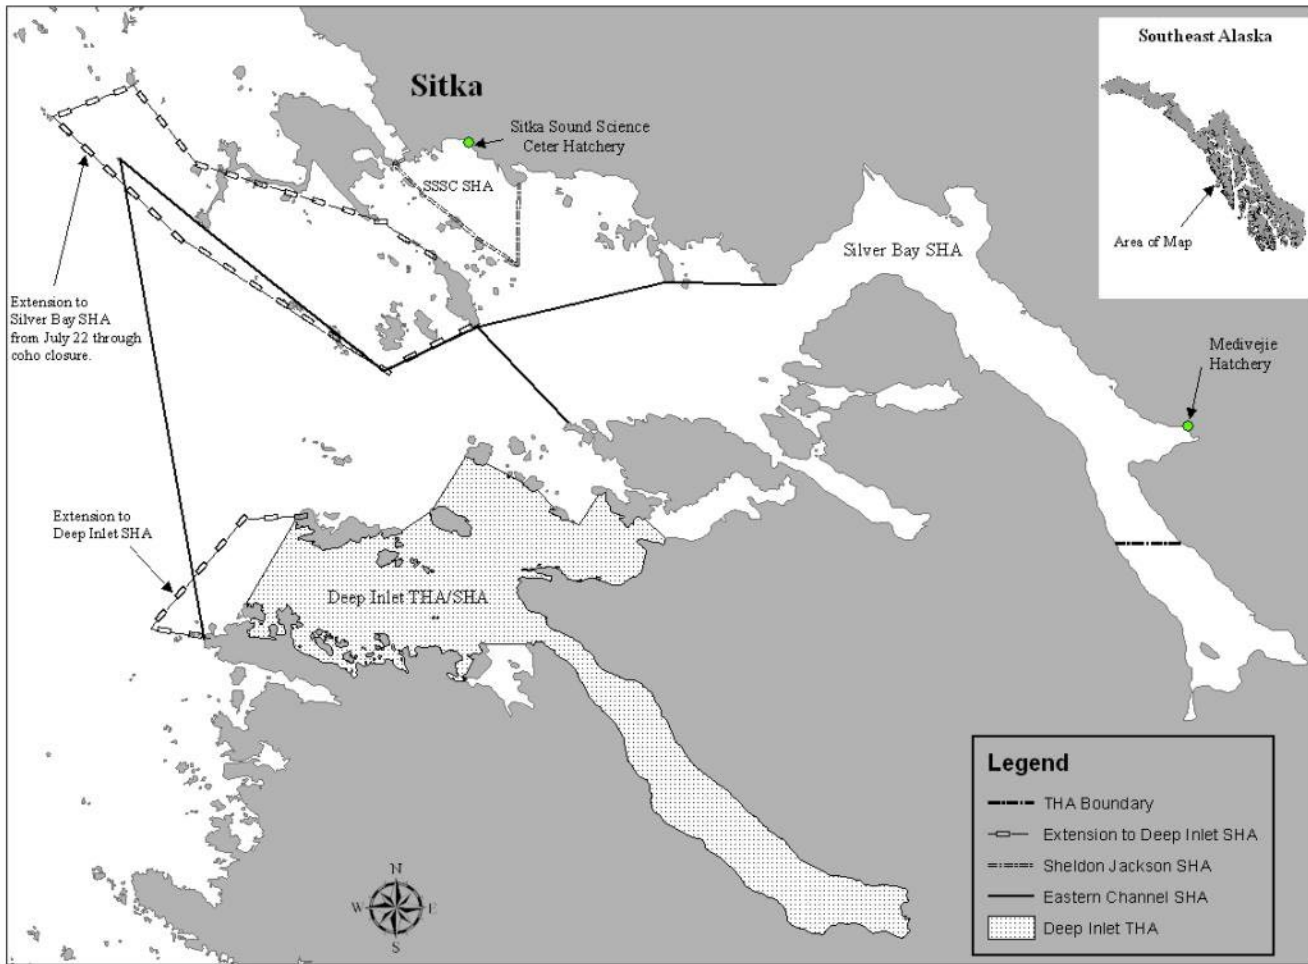 Southeast Alaska
Sitka
Sitka Sound Science
Ceter Hatchery
SSSC SHA
Silver Bay SHA
Area of Map
Extension to
Silver Bay SHA
from July 22 through
coho closure.
Medivejie
Hatchery
Extension to
Deep Inlet SHA
Deep Inlet THA/SHA
Legend
THA Boundary
Extension to Deep Inlet SHA
Sheldon Jackson SHA
Eastern Channel SHA
Deep Inlet THA
N
W
E
S